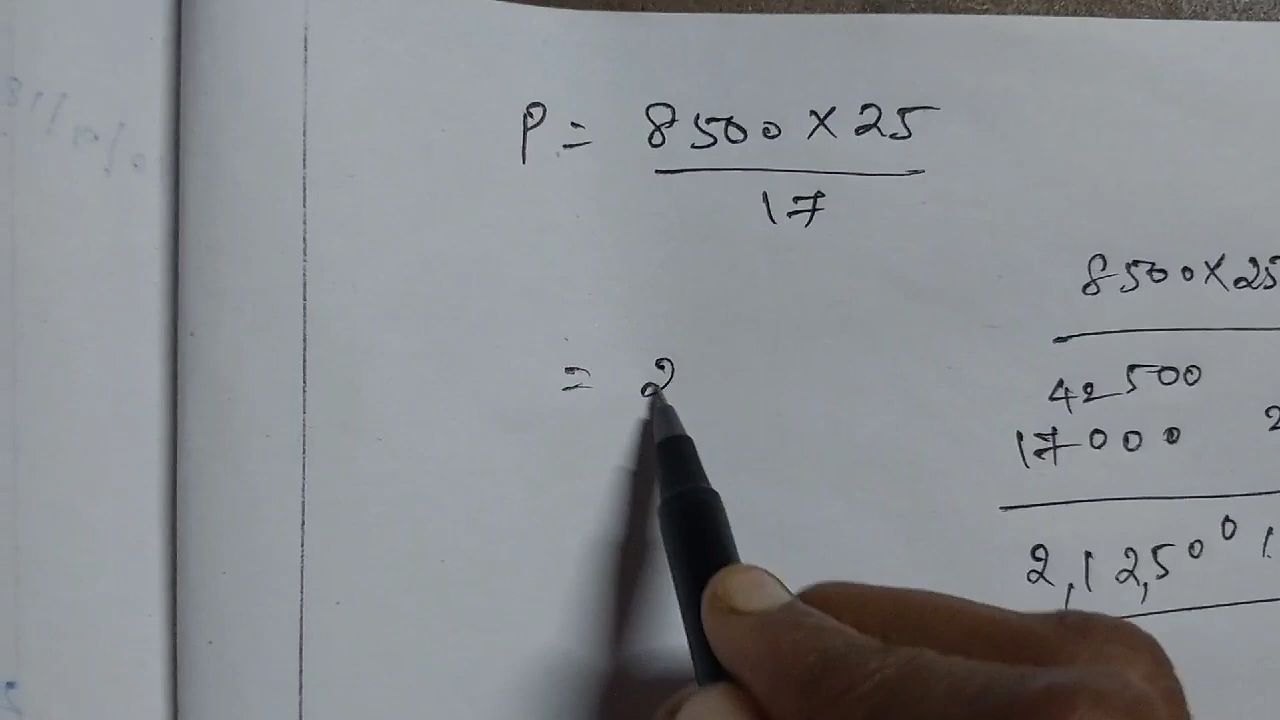 P = 8500 × 25
17
= 2
8500 × 25
42500
17000
2,12,500